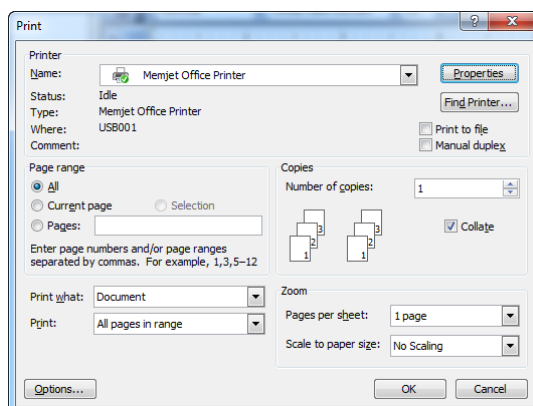 Print
Printer
Name: Memjet Office Printer
Properties
Status: Idle
Find Printer...
Type: Memjet Office Printer
Where: USB001
Print to file
Comment:
Manual duplex
Page range
All
Current page Selection
Pages:
Enter page numbers and/or page ranges
separated by commas. For example, 1,3,5–12
Copies
Number of copies: 1
1 2 3 1 2 3
Collate
Print what: Document
Print: All pages in range
Zoom
Pages per sheet: 1 page
Scale to paper size: No Scaling
Options... OK Cancel